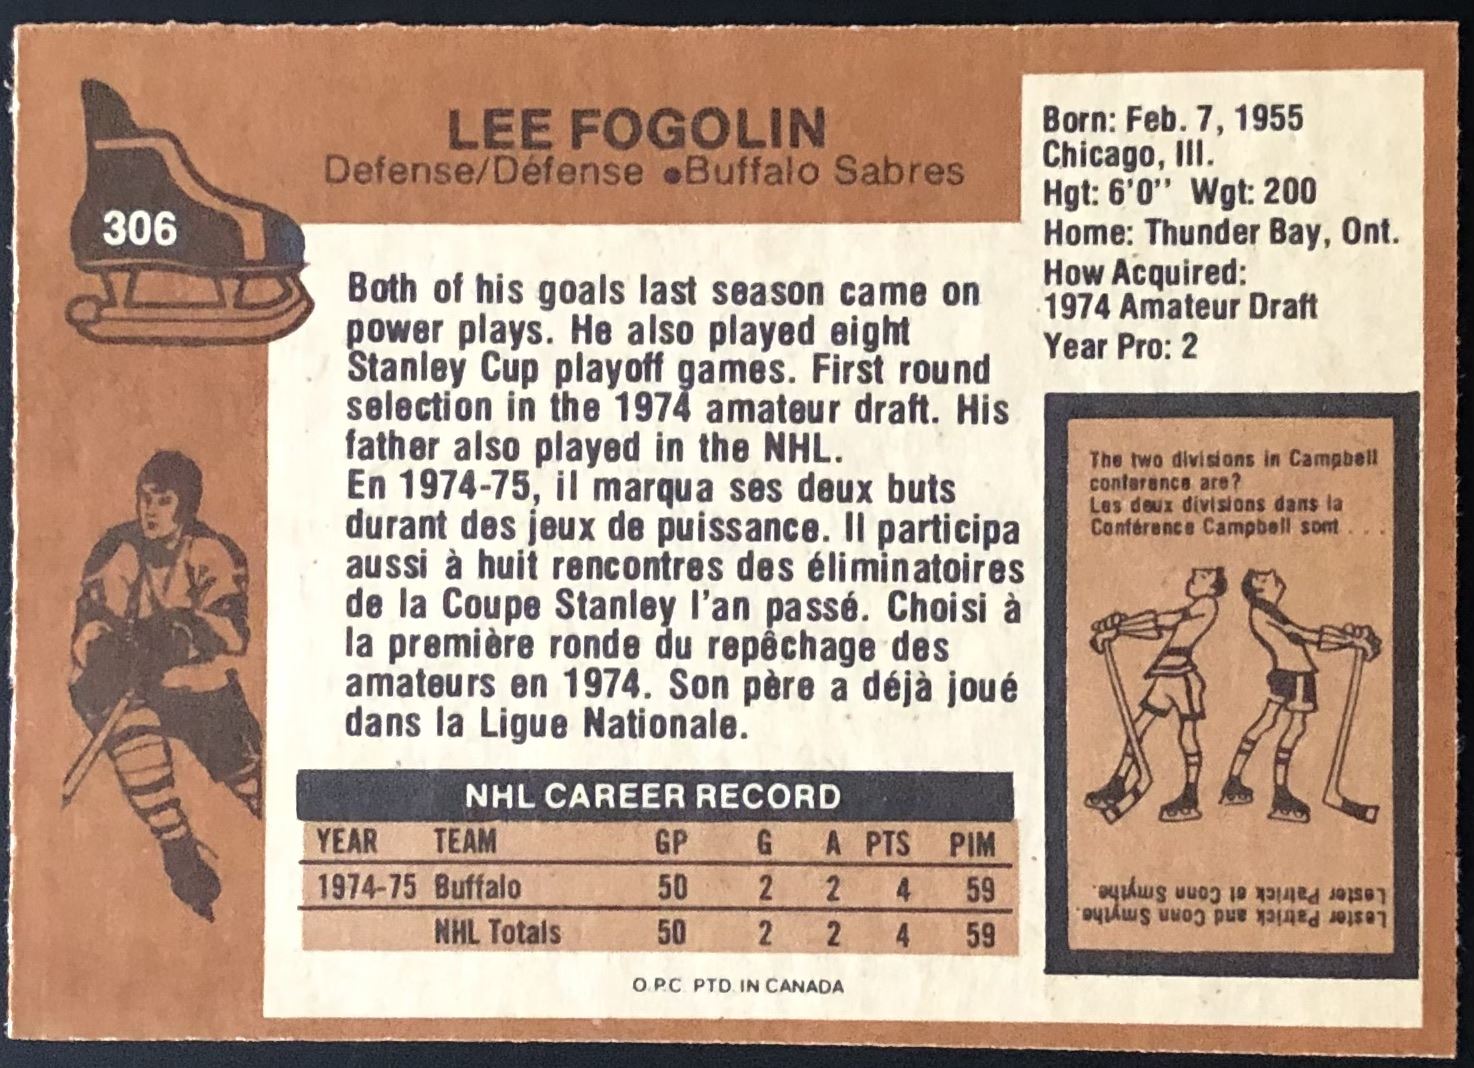 306
LEE FOGOLIN
Defense/Défense •Buffalo Sabres
Born: Feb. 7, 1955
Chicago, Ill.
Hgt: 6'0'' Wgt: 200
Home: Thunder Bay, Ont.
How Acquired:
1974 Amateur Draft
Year Pro: 2
Both of his goals last season came on
power plays. He also played eight
Stanley Cup playoff games. First round
selection in the 1974 amateur draft. His
father also played in the NHL.
En 1974-75, il marqua ses deux buts
durant des jeux de puissance. Il participa
aussi à huit rencontres des éliminatoires
de la Coupe Stanley l'an passé. Choisi à
la première ronde du repêchage des
amateurs en 1974. Son père a déjà joué
dans la Ligue Nationale.
NHL CAREER RECORD
YEAR TEAM GP G A PTS PIM
1974-75 Buffalo 50 2 2 4 59
NHL Totals 50 2 2 4 59
O.P.C. PTD. IN CANADA
The two divisions in Campbell
conference are?
Les deux divisions dans la
Conférence Campbell sont . . .
Lester Patrick and Conn Smythe.
Lester Patrick et Conn Smythe.